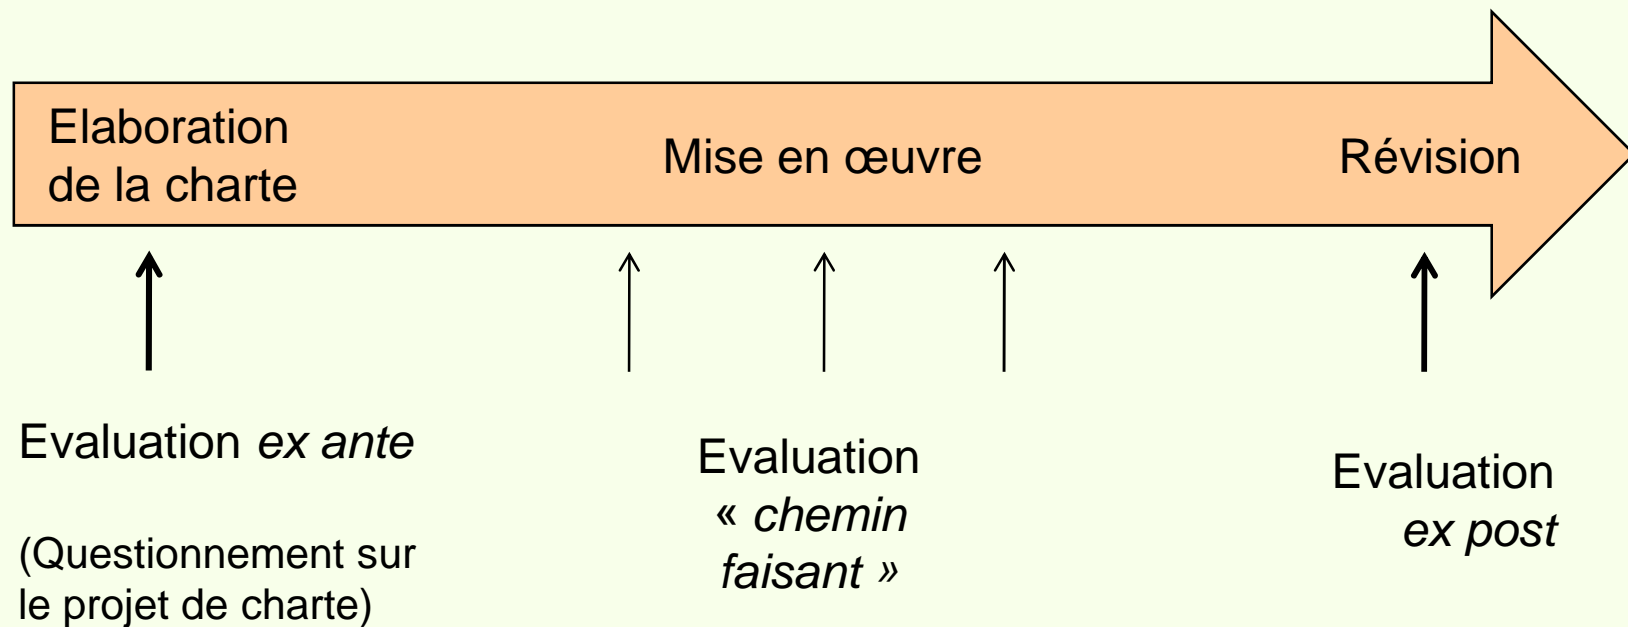 Elaboration
de la charte
Mise en œuvre
Révision
Evaluation ex ante
(Questionnement sur
le projet de charte)
Evaluation
« chemin
faisant »
Evaluation
ex post